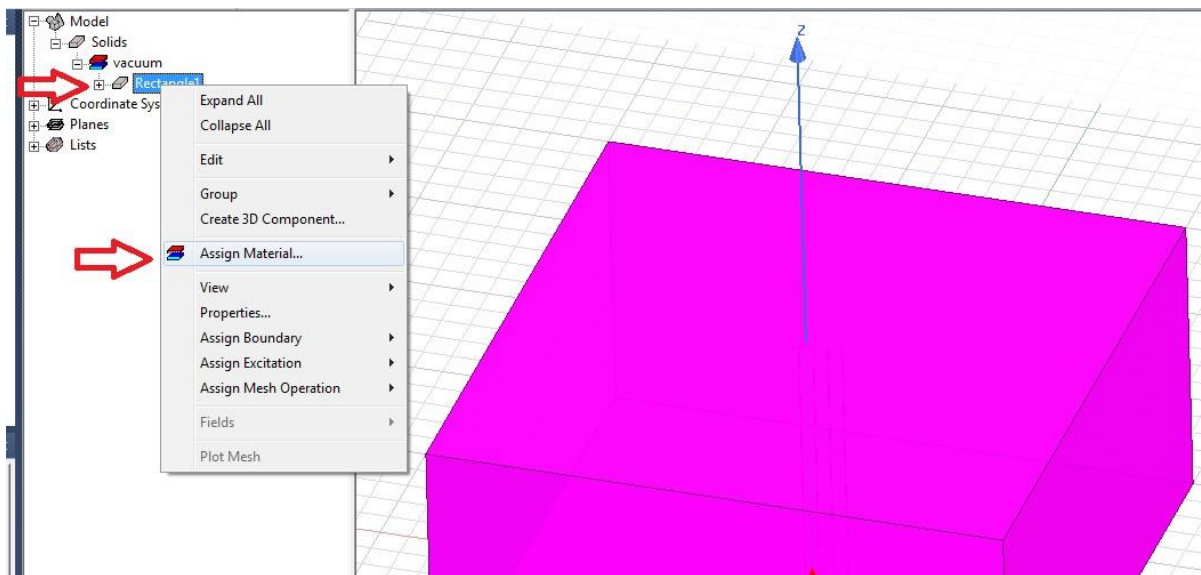 Model
Solids
vacuum
Rectangle1
Coordinate Sys
Planes
Lists
Expand All
Collapse All
Edit
Group
Create 3D Component...
Assign Material...
View
Properties...
Assign Boundary
Assign Excitation
Assign Mesh Operation
Fields
Plot Mesh
Z